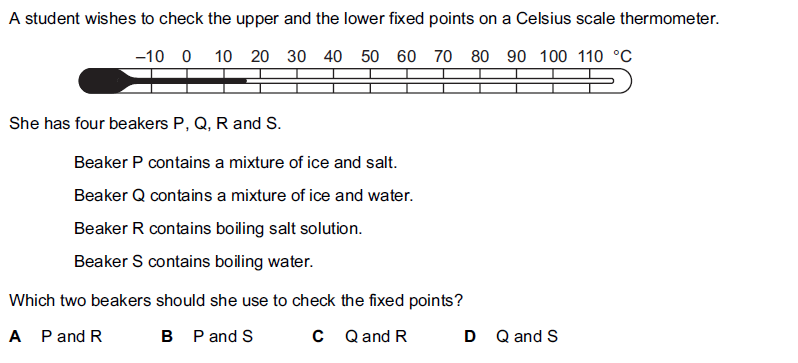 A student wishes to check the upper and the lower fixed points on a Celsius scale thermometer.
–10 0 10 20 30 40 50 60 70 80 90 100 110 °C
She has four beakers P, Q, R and S.
Beaker P contains a mixture of ice and salt.
Beaker Q contains a mixture of ice and water.
Beaker R contains boiling salt solution.
Beaker S contains boiling water.
Which two beakers should she use to check the fixed points?
A P and R B P and S C Q and R D Q and S